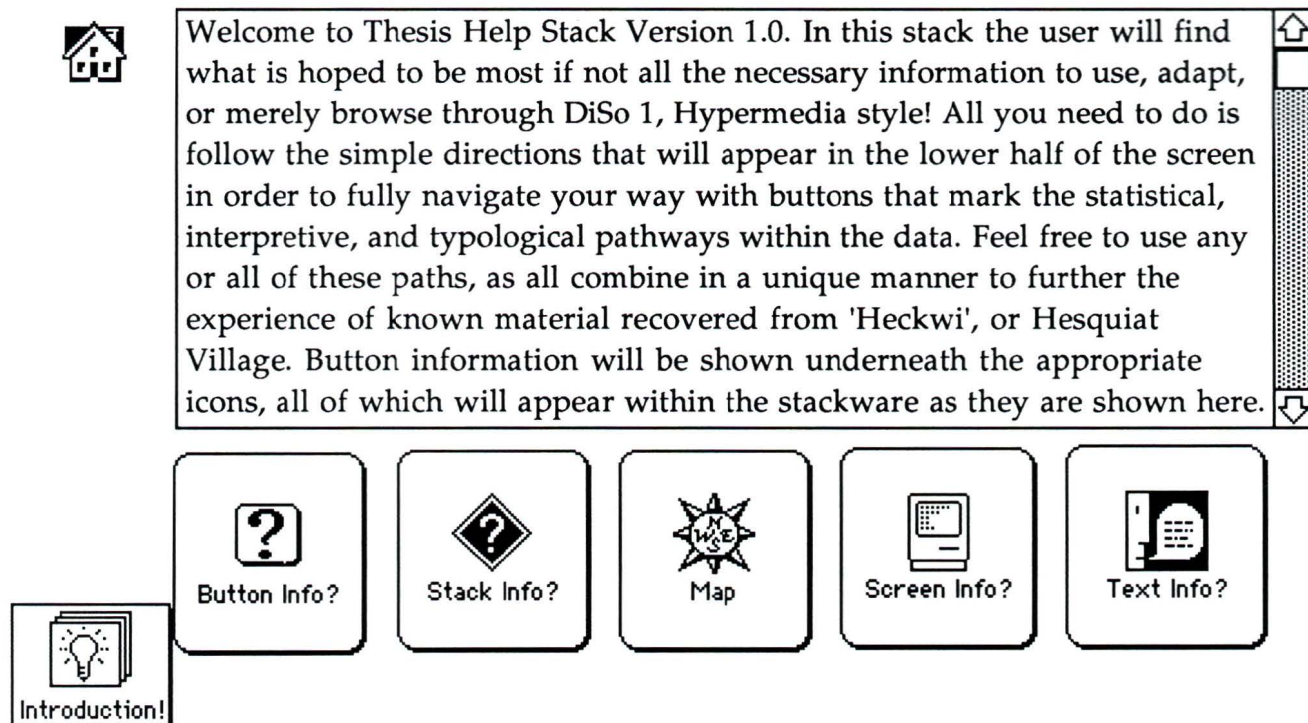 Welcome to Thesis Help Stack Version 1.0. In this stack the user will find
what is hoped to be most if not all the necessary information to use, adapt,
or merely browse through DiSo 1, Hypermedia style! All you need to do is
follow the simple directions that will appear in the lower half of the screen
in order to fully navigate your way with buttons that mark the statistical,
interpretive, and typological pathways within the data. Feel free to use any
or all of these paths, as all combine in a unique manner to further the
experience of known material recovered from 'Heckwi', or Hesquiat
Village. Button information will be shown underneath the appropriate
icons, all of which will appear within the stackware as they are shown here.
?
?
N
W E
S
Button Info?
Stack Info?
Map
Screen Info?
Text Info?
Introduction!